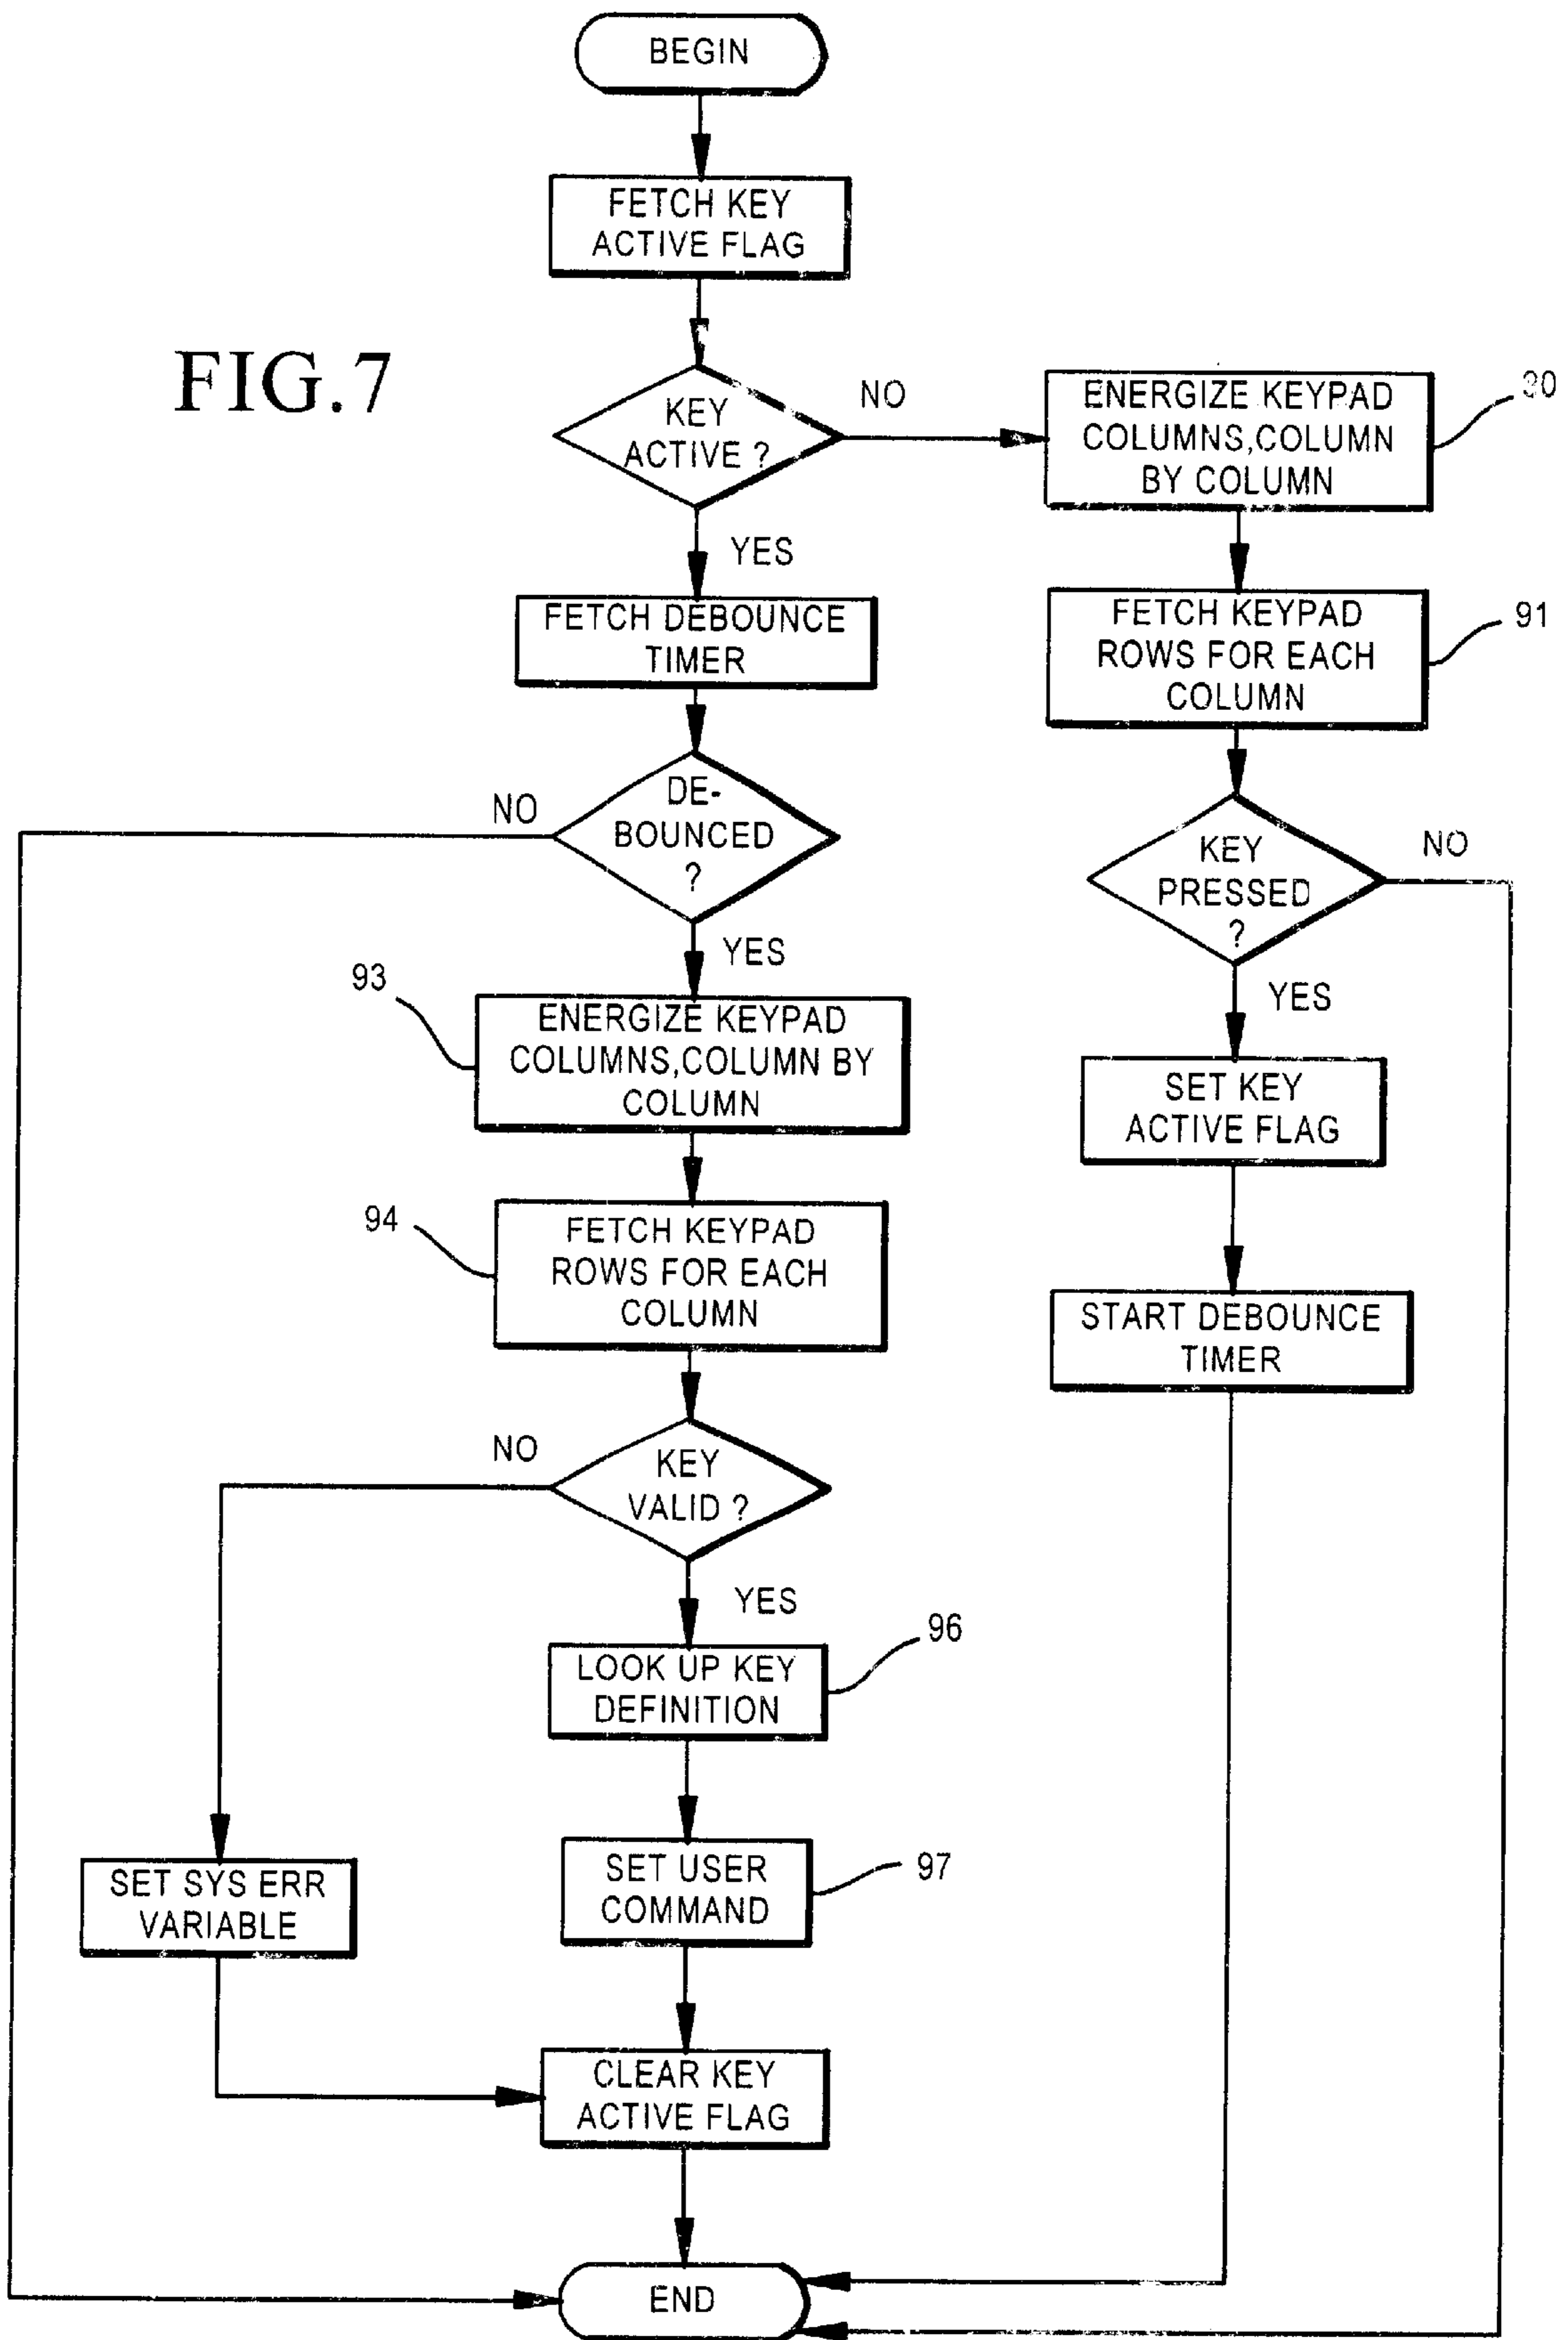 BEGIN
FETCH KEY
ACTIVE FLAG
FIG.7
KEY
ACTIVE ?
NO
YES
ENERGIZE KEYPAD
COLUMNS,COLUMN
BY COLUMN
FETCH DEBOUNCE
TIMER
FETCH KEYPAD
ROWS FOR EACH
COLUMN
91
DE-
BOUNCED
?
NO
YES
KEY
PRESSED
?
NO
YES
93
ENERGIZE KEYPAD
COLUMNS,COLUMN BY
COLUMN
SET KEY
ACTIVE FLAG
94
FETCH KEYPAD
ROWS FOR EACH
COLUMN
START DEBOUNCE
TIMER
KEY
VALID ?
NO
YES
LOOK UP KEY
DEFINITION
96
SET SYS ERR
VARIABLE
SET USER
COMMAND
97
CLEAR KEY
ACTIVE FLAG
END